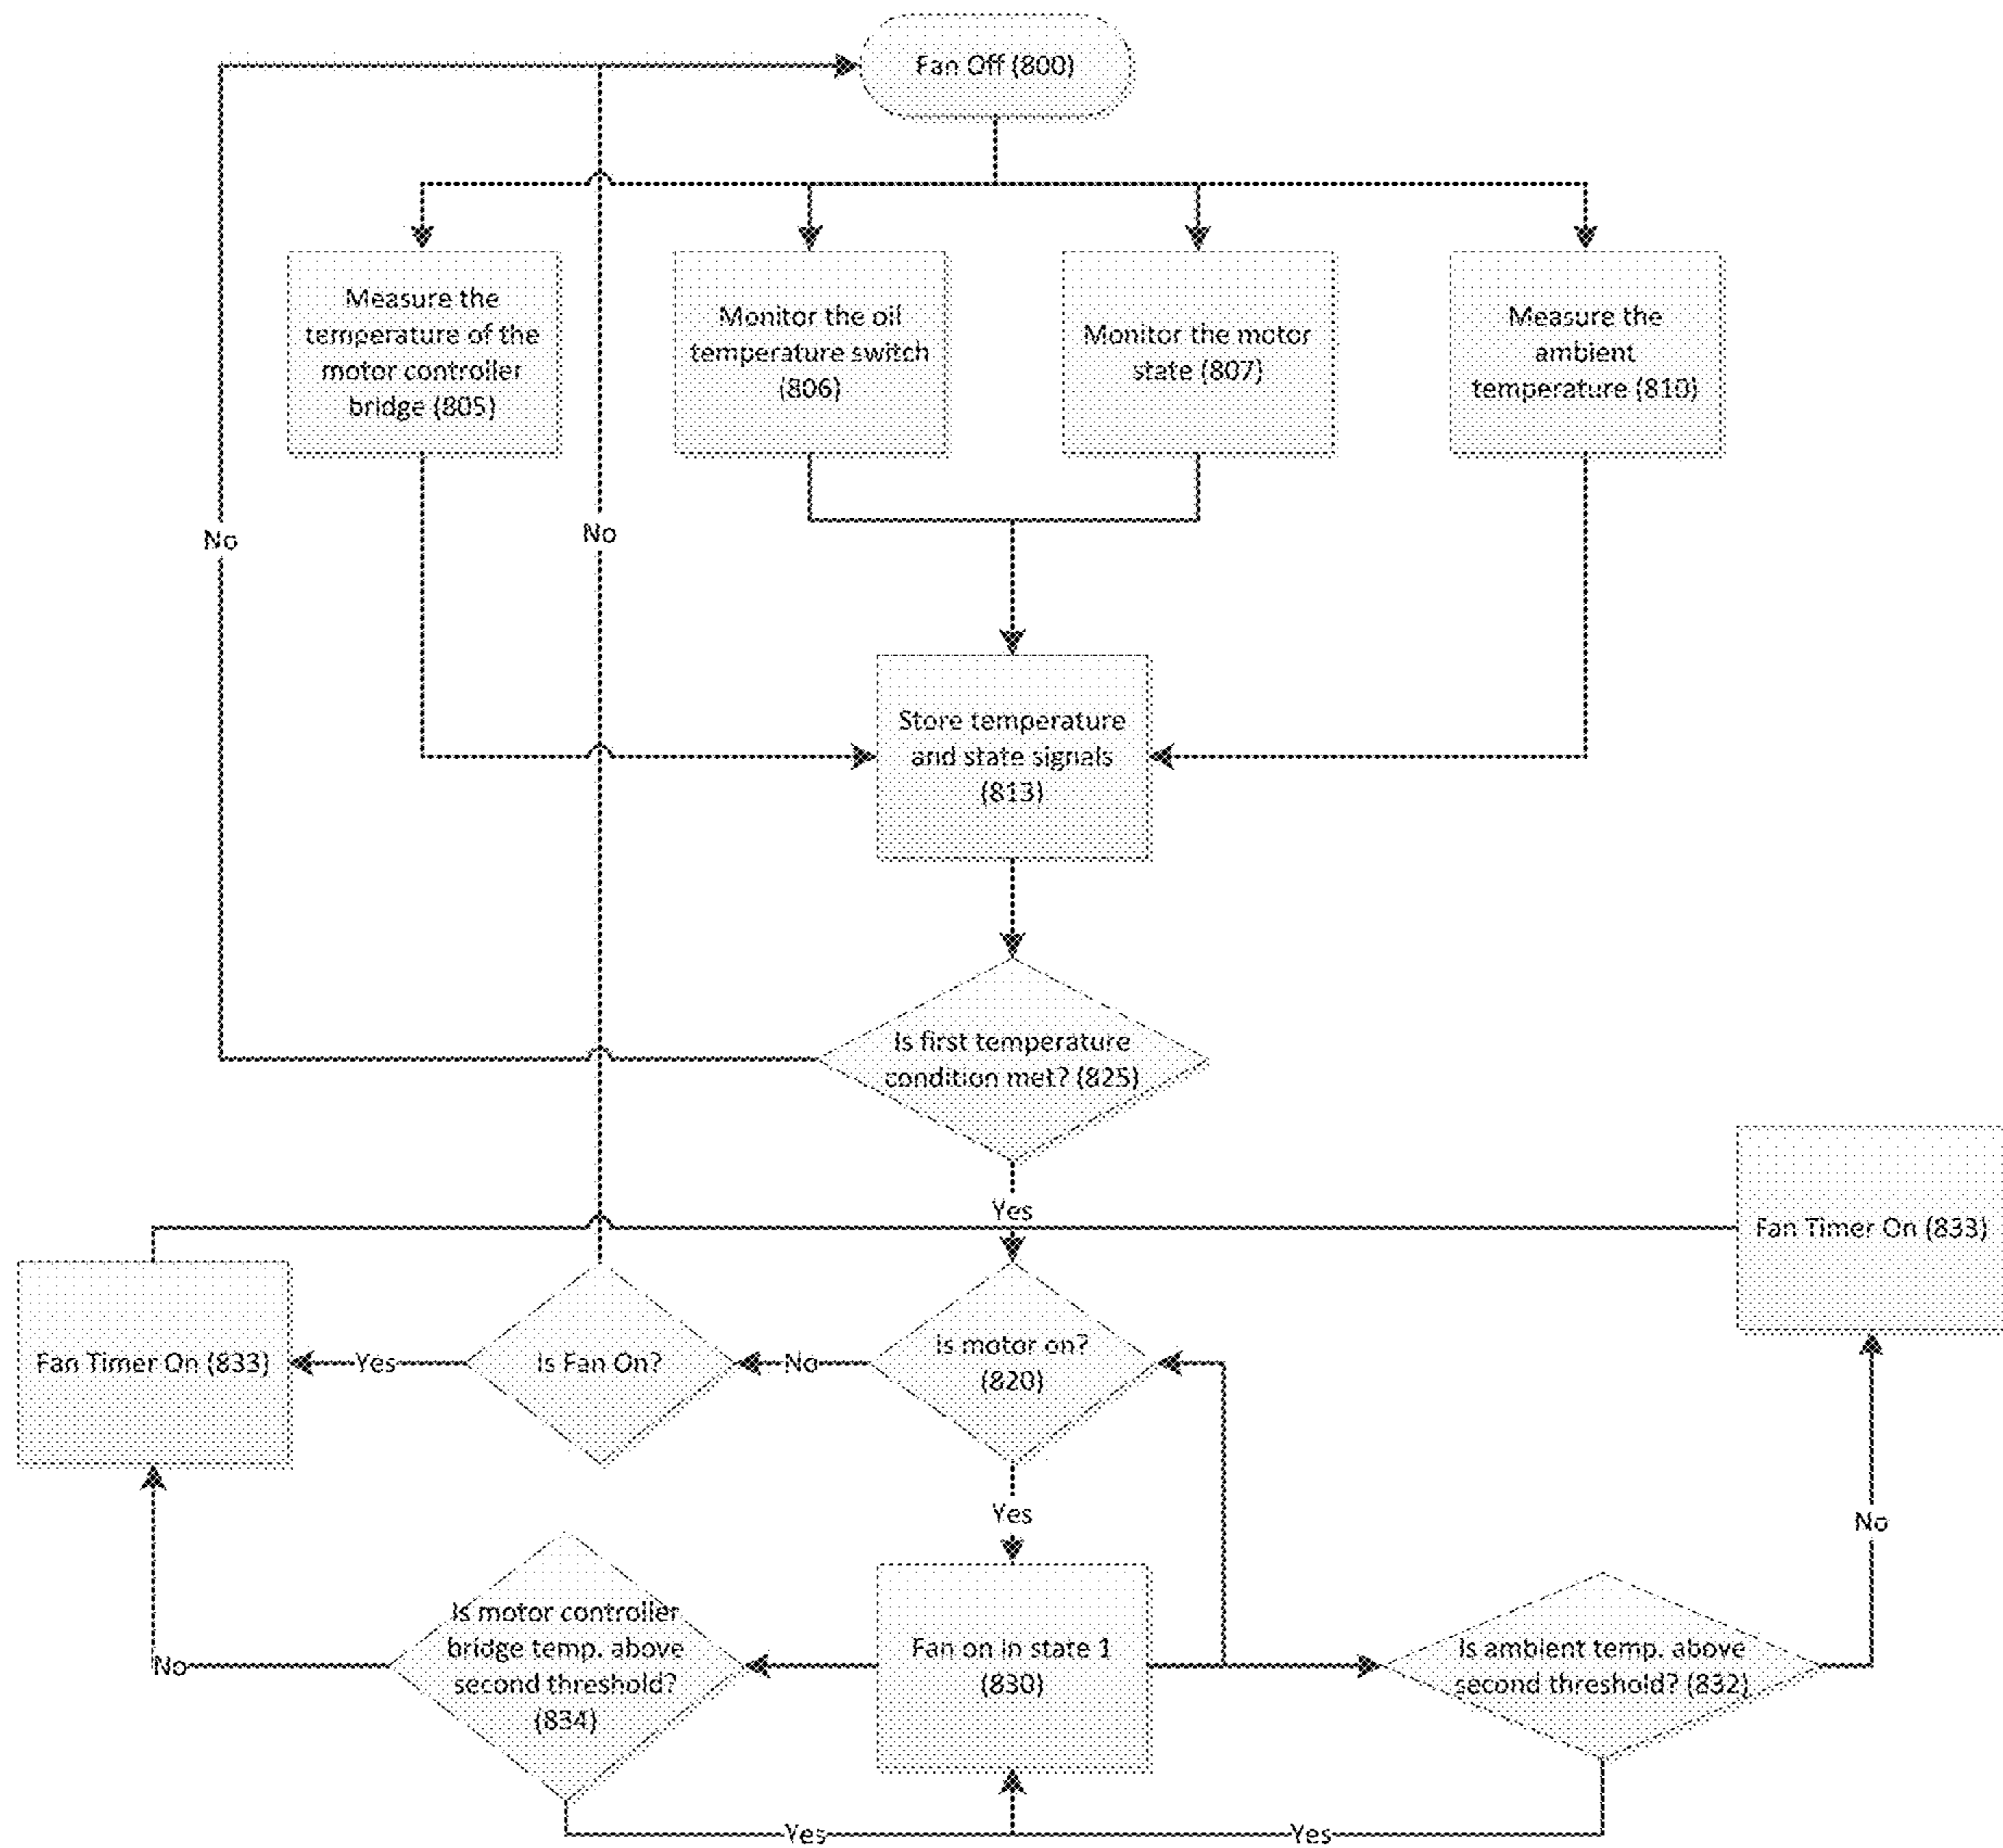 Fan Off (800)
Measure the
temperature of the
motor controller
bridge (805)
Monitor the oil
temperature switch
(806)
Monitor the motor
state (807)
Measure the
ambient
temperature (810)
No
No
Store temperature
and state signals
(813)
Is first temperature
condition met? (825)
Yes
Fan Timer On (833)
Fan Timer On (833)
Yes
Is Fan On?
No
Is motor on?
(820)
Yes
No
Is motor controller
bridge temp. above
second threshold?
(834)
No
Fan on in state 1
(830)
Is ambient temp. above
second threshold? (832)
Yes
Yes